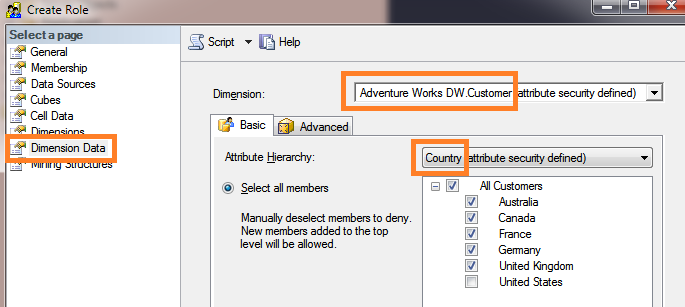 Create Role
Select a page
General
Membership
Data Sources
Cubes
Cell Data
Dimensions
Dimension Data
Mining Structures
Script Help
Dimension: Adventure Works DW.Customer (attribute security defined)
Basic Advanced
Attribute Hierarchy: Country (attribute security defined)
Select all members
Manually deselect members to deny.
New members added to the top
level will be allowed.
All Customers
Australia
Canada
France
Germany
United Kingdom
United States